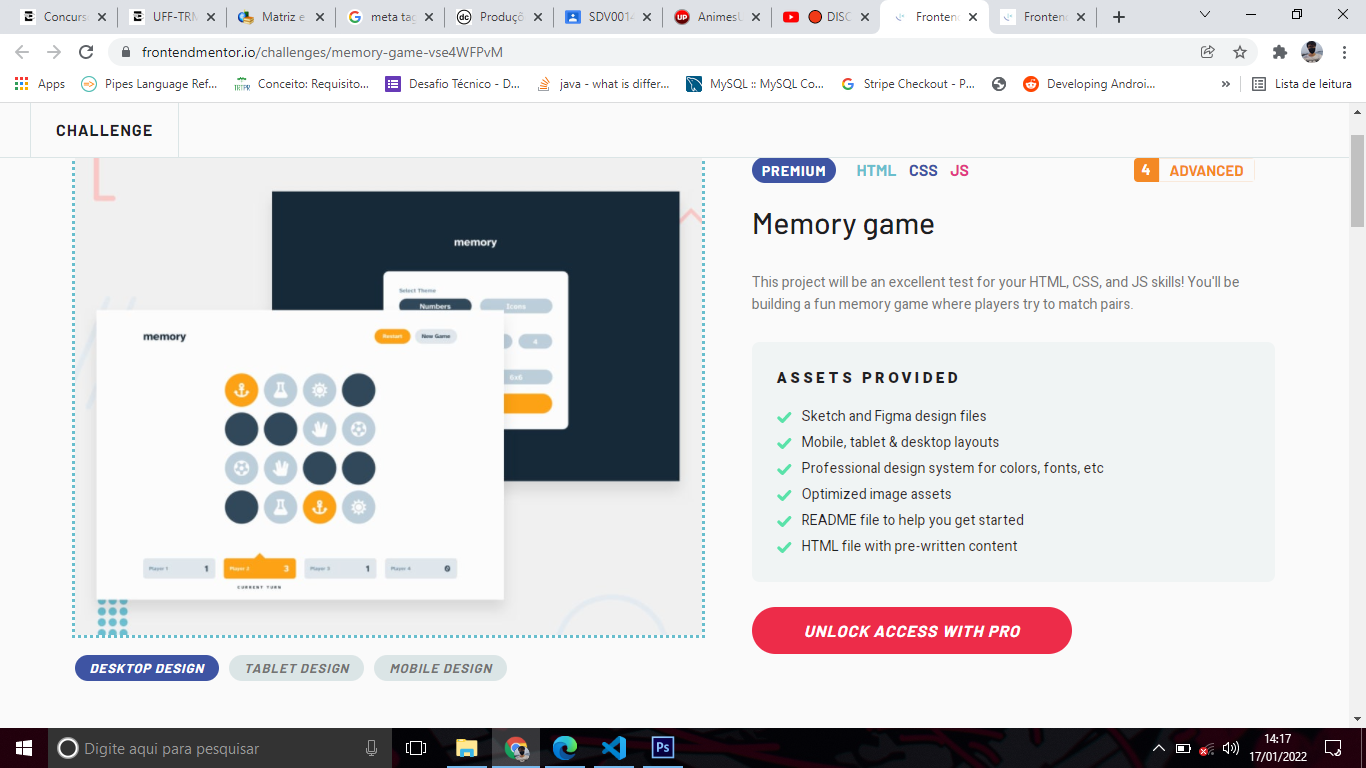 Concurs
UFF-TRM
Matriz e
meta tag
Produçõ
SDV0014
AnimesU
DISC
Frontend
Frontend
frontendmentor.io/challenges/memory-game-vse4WFPvM
Apps
Pipes Language Ref...
Conceito: Requisito...
Desafio Técnico - D...
java - what is differ...
MySQL :: MySQL Co...
Stripe Checkout - P...
Developing Androi...
»
Lista de leitura
CHALLENGE
PREMIUM HTML CSS JS
4 ADVANCED
Memory game
This project will be an excellent test for your HTML, CSS, and JS skills! You'll be
building a fun memory game where players try to match pairs.
ASSETS PROVIDED
Sketch and Figma design files
Mobile, tablet & desktop layouts
Professional design system for colors, fonts, etc
Optimized image assets
README file to help you get started
HTML file with pre-written content
UNLOCK ACCESS WITH PRO
memory
Select Theme
Numbers
Icons
4
6x6
memory
Restart
New Game
Player 1 1
Player 2 3
Player 3 1
Player 4 0
CURRENT TURN
DESKTOP DESIGN
TABLET DESIGN
MOBILE DESIGN
Digite aqui para pesquisar
Ps
14:17
17/01/2022